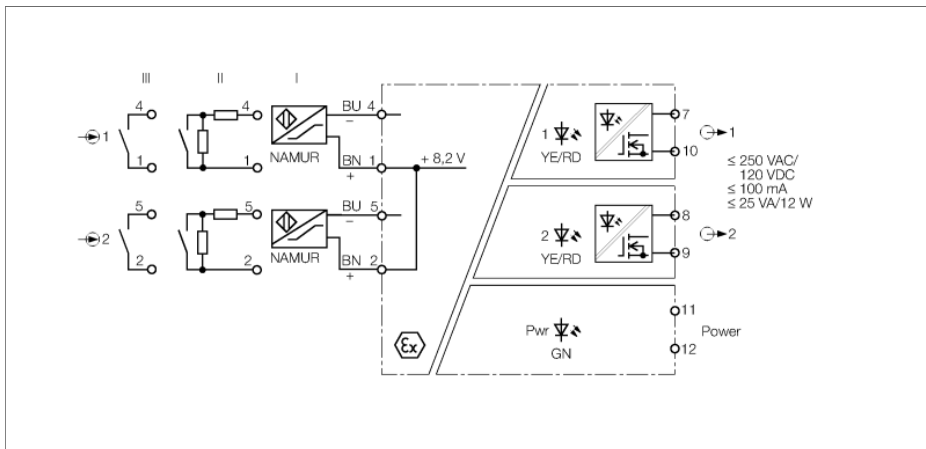 III II I
4 4 BU 4
−
1
1 1 NAMUR BN 1
+
+ 8,2 V
5 5 BU 5
−
2
2 2 NAMUR BN 2
+
Ex
1
YE/RD
7
10
1
≤ 250 VAC/
120 VDC
≤ 100 mA
≤ 25 VA/12 W
2
YE/RD
8
9
2
Pwr
GN
11
Power
12